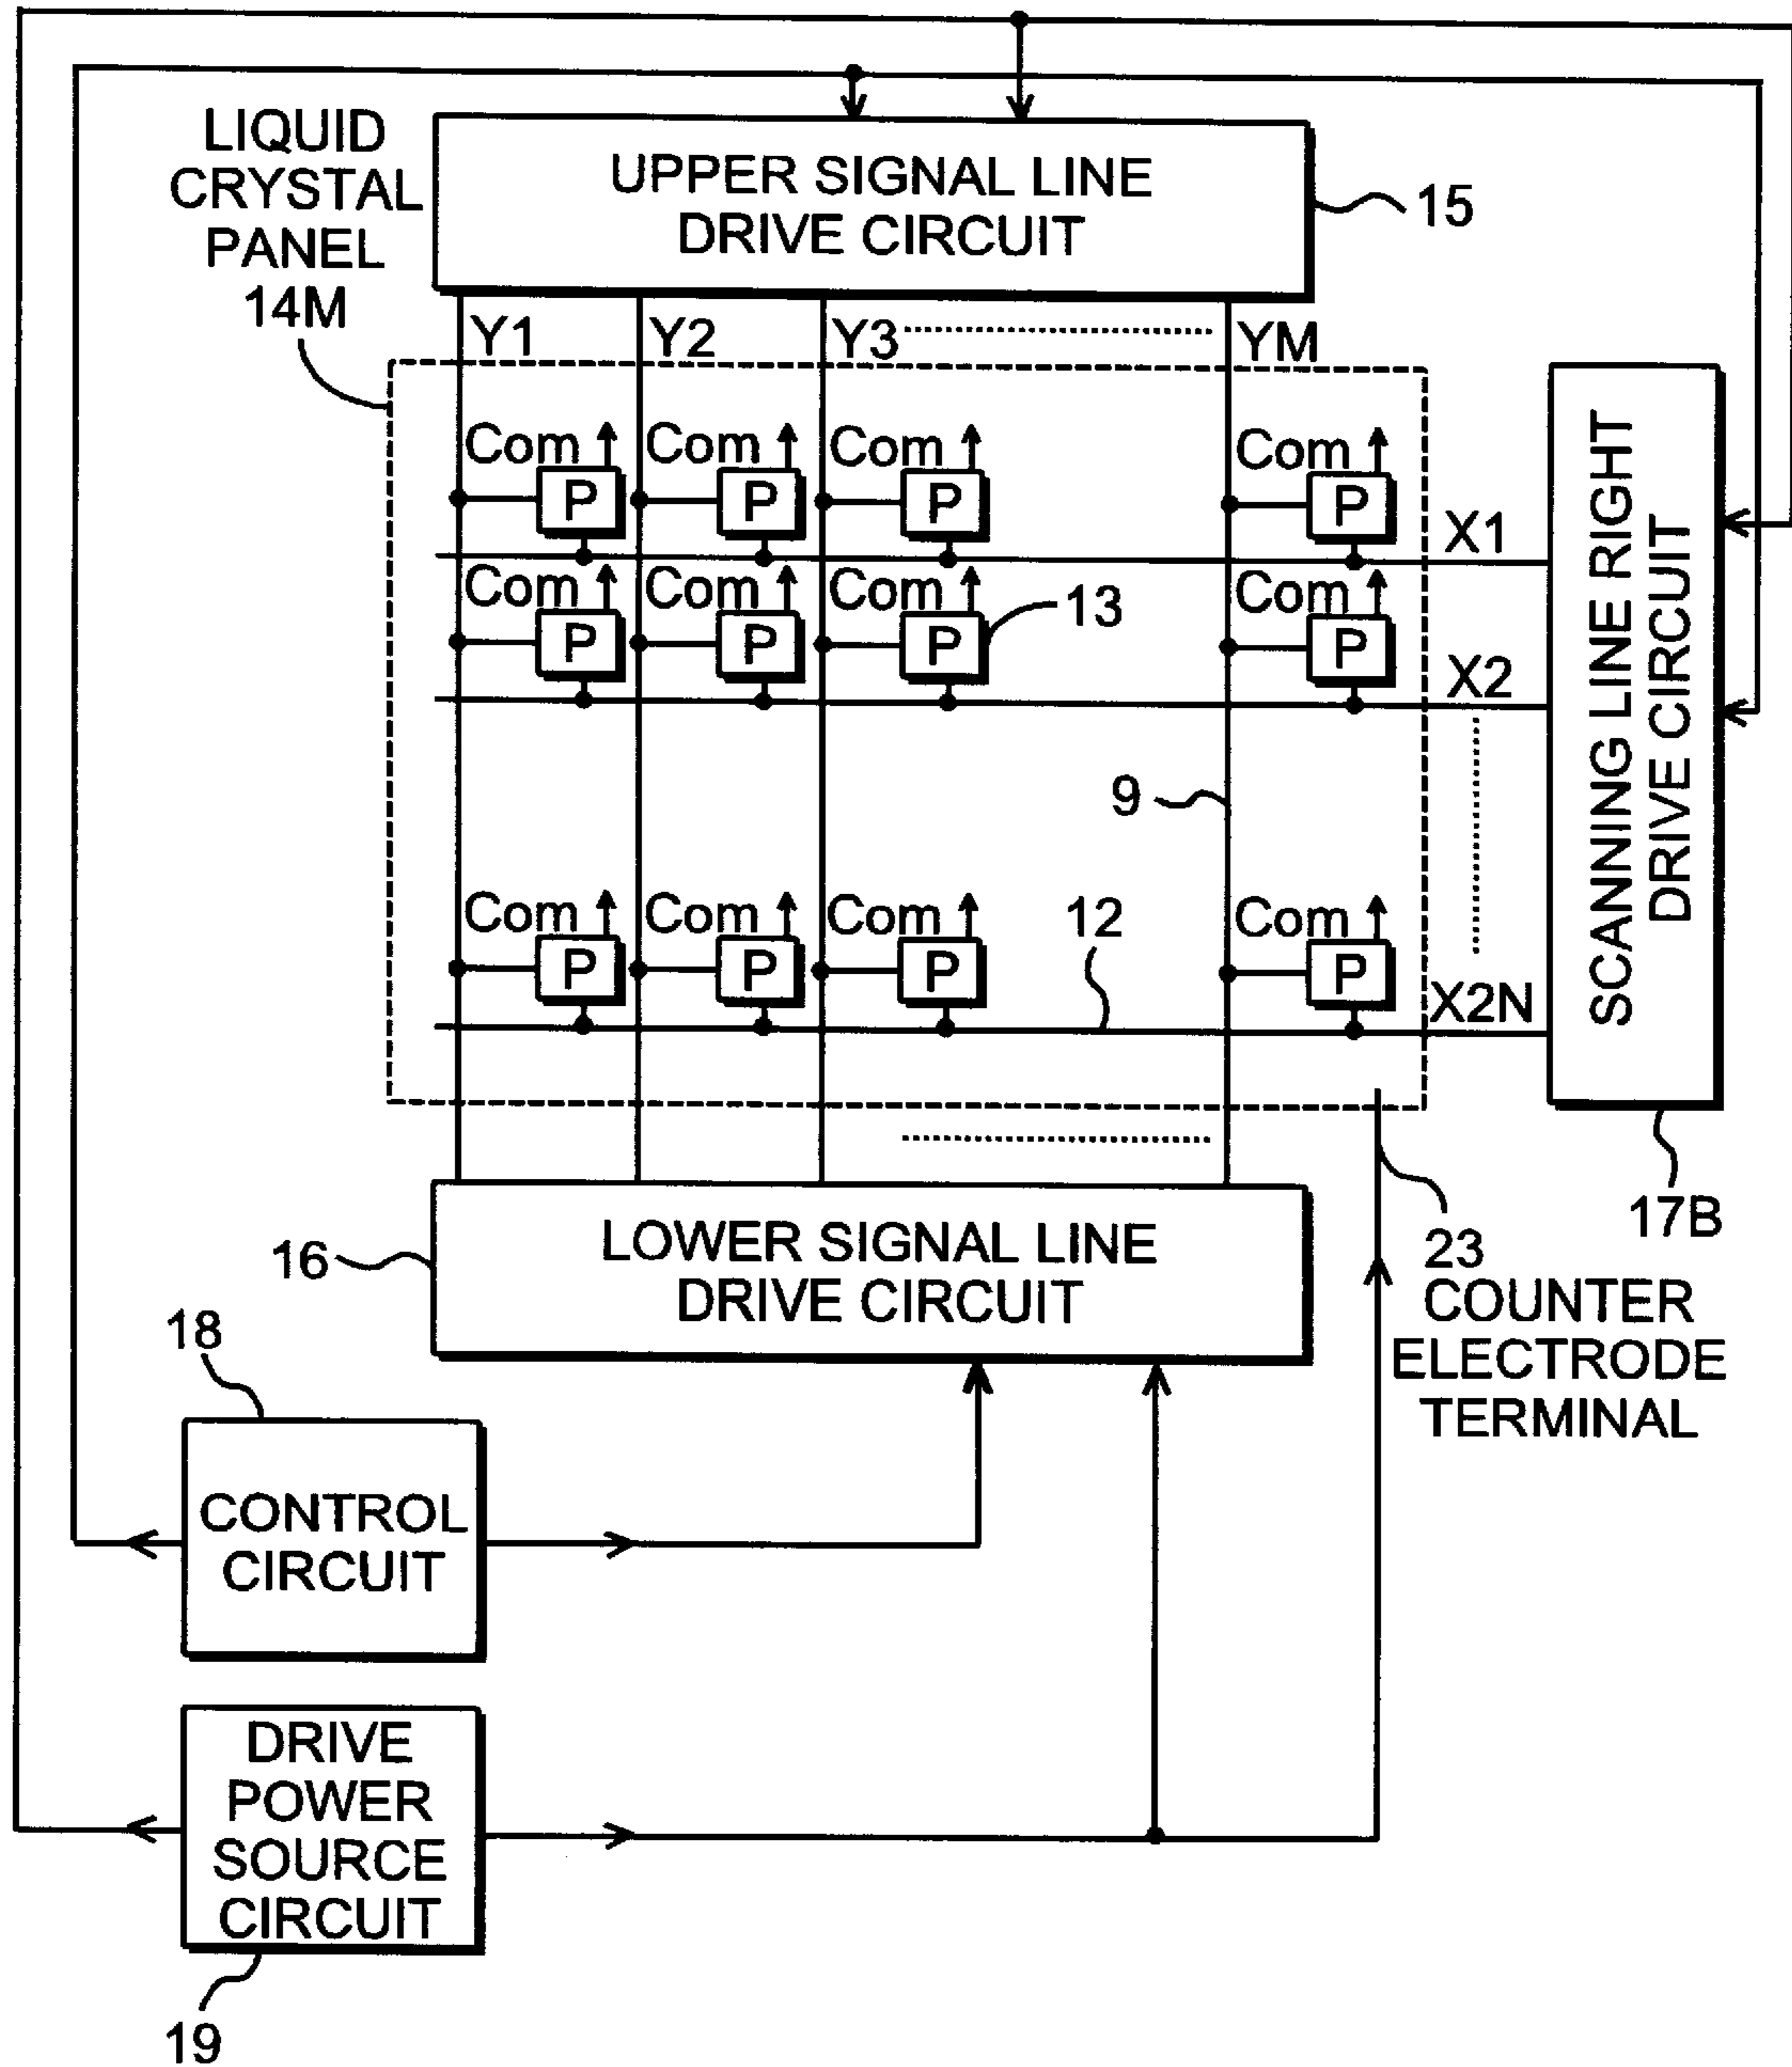 LIQUID
CRYSTAL
PANEL
14M
UPPER SIGNAL LINE
DRIVE CIRCUIT
15
Y1 Y2 Y3 YM
Com Com Com Com
P P P P
X1
Com Com Com Com
P P P P
13
X2
9
SCANNING LINE RIGHT
DRIVE CIRCUIT
Com Com Com 12 Com
P P P P
X2N
17B
16
LOWER SIGNAL LINE
DRIVE CIRCUIT
23
COUNTER
ELECTRODE
TERMINAL
18
CONTROL
CIRCUIT
DRIVE
POWER
SOURCE
CIRCUIT
19